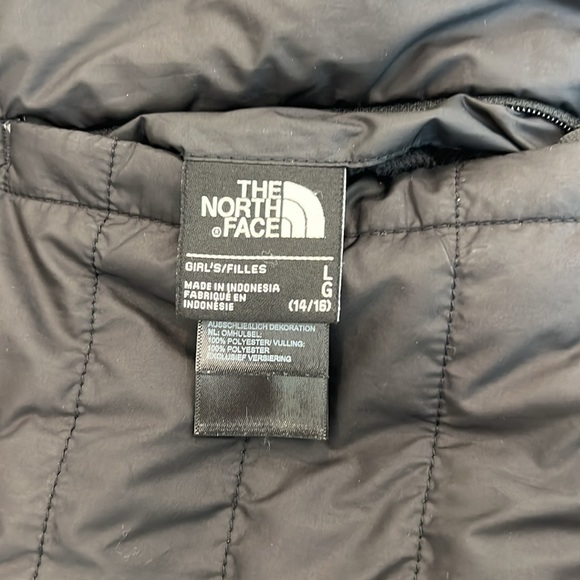 THE
NORTH
FACE
®
GIRL'S/FILLES
MADE IN INDONESIA
FABRIQUÉ EN
INDONÉSIE
L
G
(14/16)
AUSSCHLIEßLICH DEKORATION
NL: OMHULSEL:
100% POLYESTER/ VULLING:
100% POLYESTER
EXCLUSIEF VERSIERING